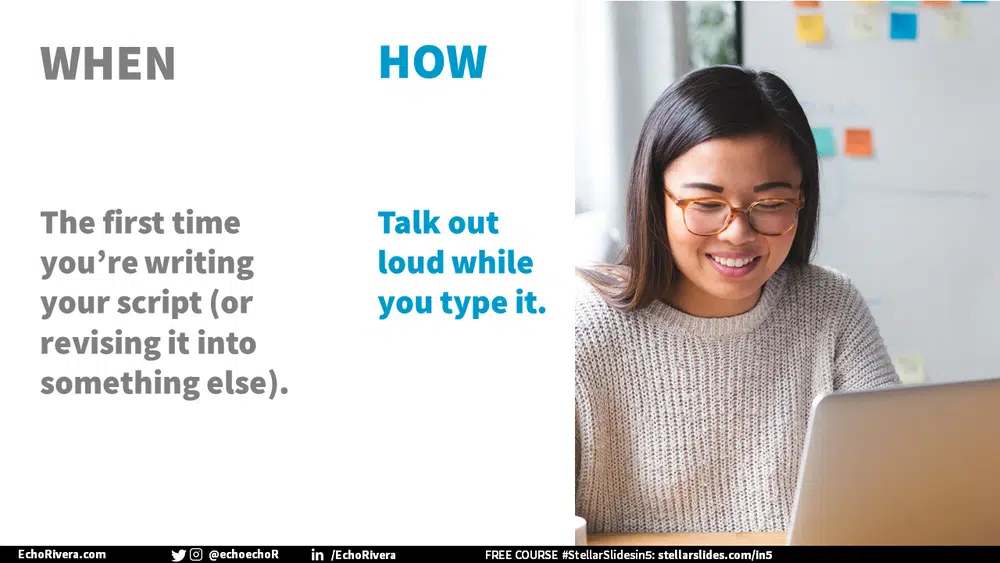 WHEN
The first time
you’re writing
your script (or
revising it into
something else).
HOW
Talk out
loud while
you type it.
EchoRivera.com
@echoechoR
/EchoRivera
FREE COURSE #StellarSlidesin5: stellarslides.com/in5